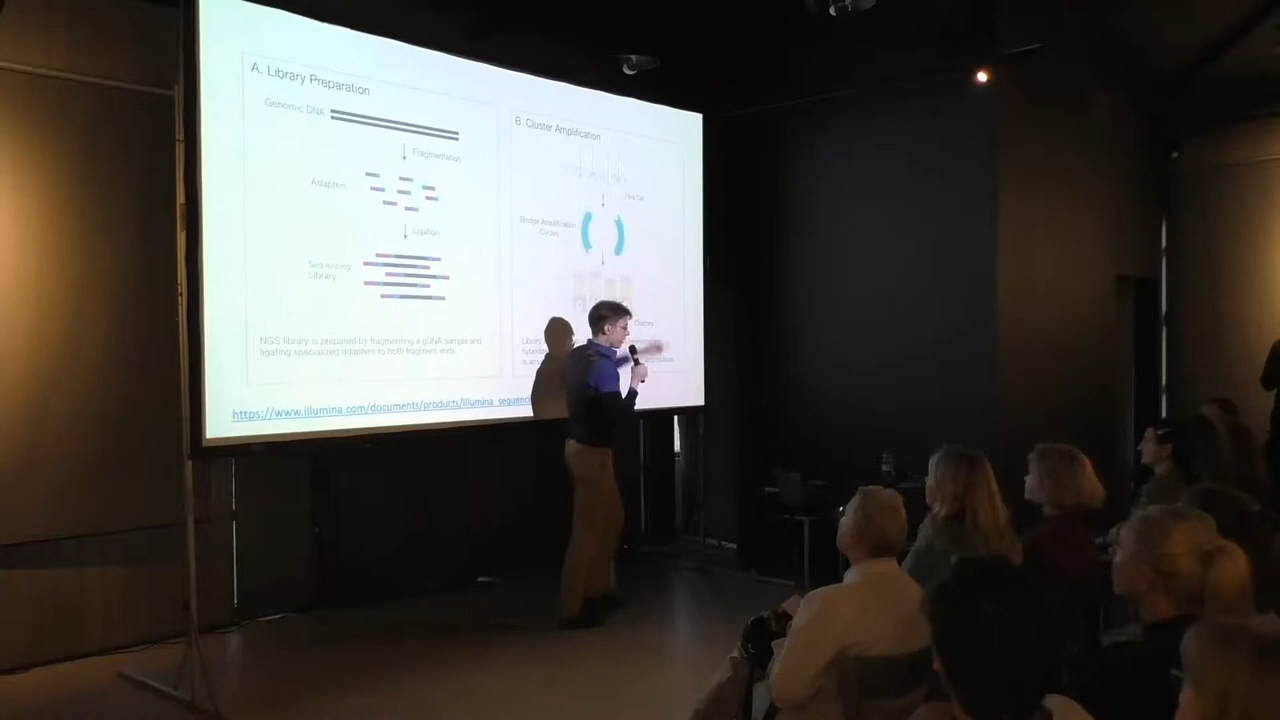 A. Library Preparation
Genomic DNA
Fragmentation
Adapters
Ligation
Sequencing
Library
NGS library is prepared by fragmenting a gDNA sample and
ligating specialized adapters to both fragment ends.
B. Cluster Amplification
Flow Cell
Bridge Amplification
Cycles
Clusters
Library
https://www.illumina.com/documents/products/illumina_sequenci